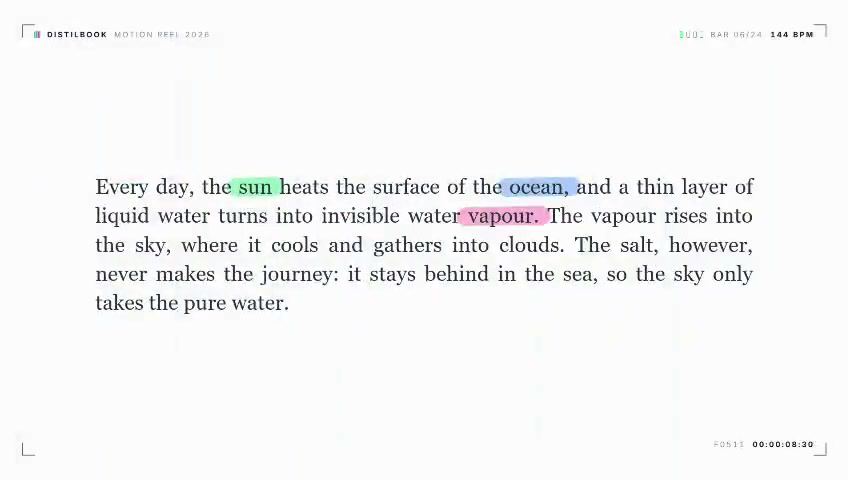 DISTILBOOK MOTION REEL 2026
BAR 06/24 144 BPM
Every day, the sun heats the surface of the ocean, and a thin layer of
liquid water turns into invisible water vapour. The vapour rises into
the sky, where it cools and gathers into clouds. The salt, however,
never makes the journey: it stays behind in the sea, so the sky only
takes the pure water.
F0511 00:00:08:30